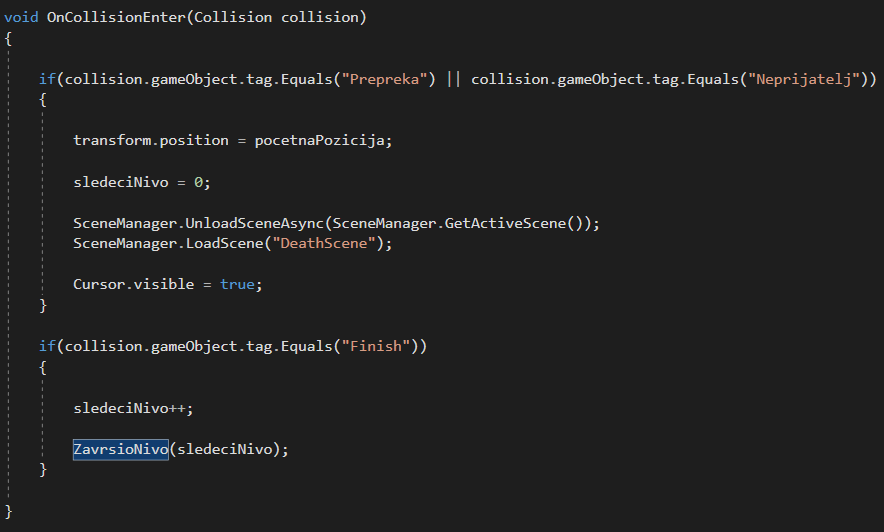 void OnCollisionEnter(Collision collision)
{
if(collision.gameObject.tag.Equals("Prepreka") || collision.gameObject.tag.Equals("Neprijatelj"))
{
transform.position = pocetnaPozicija;
sledeciNivo = 0;
SceneManager.UnloadSceneAsync(SceneManager.GetActiveScene());
SceneManager.LoadScene("DeathScene");
Cursor.visible = true;
}
if(collision.gameObject.tag.Equals("Finish"))
{
sledeciNivo++;
ZavrsioNivo(sledeciNivo);
}
}